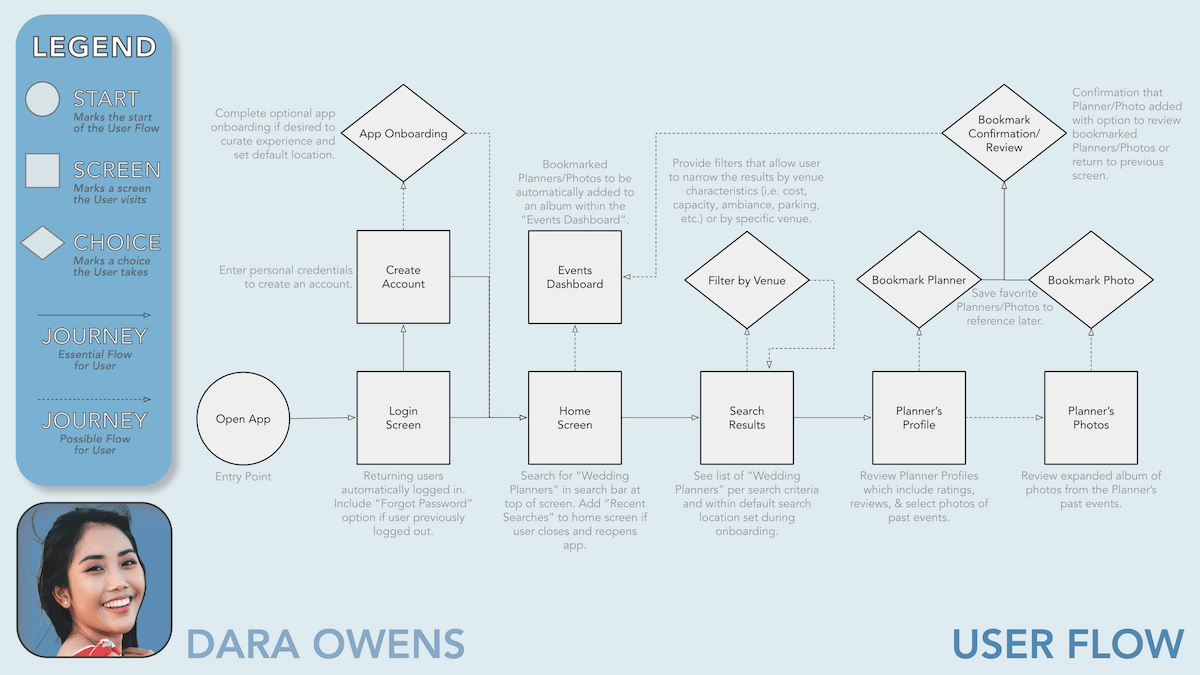 LEGEND
START
Marks the start
of the User Flow
SCREEN
Marks a screen
the User visits
CHOICE
Marks a choice
the User takes
JOURNEY
Essential Flow
for User
JOURNEY
Possible Flow
for User
Complete optional app
onboarding if desired to
curate experience and
set default location.
App Onboarding
Enter personal credentials
to create an account.
Create
Account
Open App
Entry Point
Login
Screen
Returning users
automatically logged in.
Include “Forgot Password”
option if user previously
logged out.
Bookmarked
Planners/Photos to be
automatically added to
an album within the
“Events Dashboard”.
Events
Dashboard
Home
Screen
Search for “Wedding
Planners” in search bar at
top of screen. Add “Recent
Searches” to home screen if
user closes and reopens
app.
Provide filters that allow user
to narrow the results by venue
characteristics (i.e. cost,
capacity, ambiance, parking,
etc.) or by specific venue.
Filter by Venue
Search
Results
See list of “Wedding
Planners” per search criteria
and within default search
location set during
onboarding.
Bookmark
Confirmation/
Review
Confirmation that
Planner/Photo added
with option to review
bookmarked
Planners/Photos or
return to previous
screen.
Bookmark Planner
Bookmark Photo
Save favorite
Planners/Photos to
reference later.
Planner’s
Profile
Review Planner Profiles
which include ratings,
reviews, & select photos of
past events.
Planner’s
Photos
Review expanded album of
photos from the Planner’s
past events.
DARA OWENS
USER FLOW